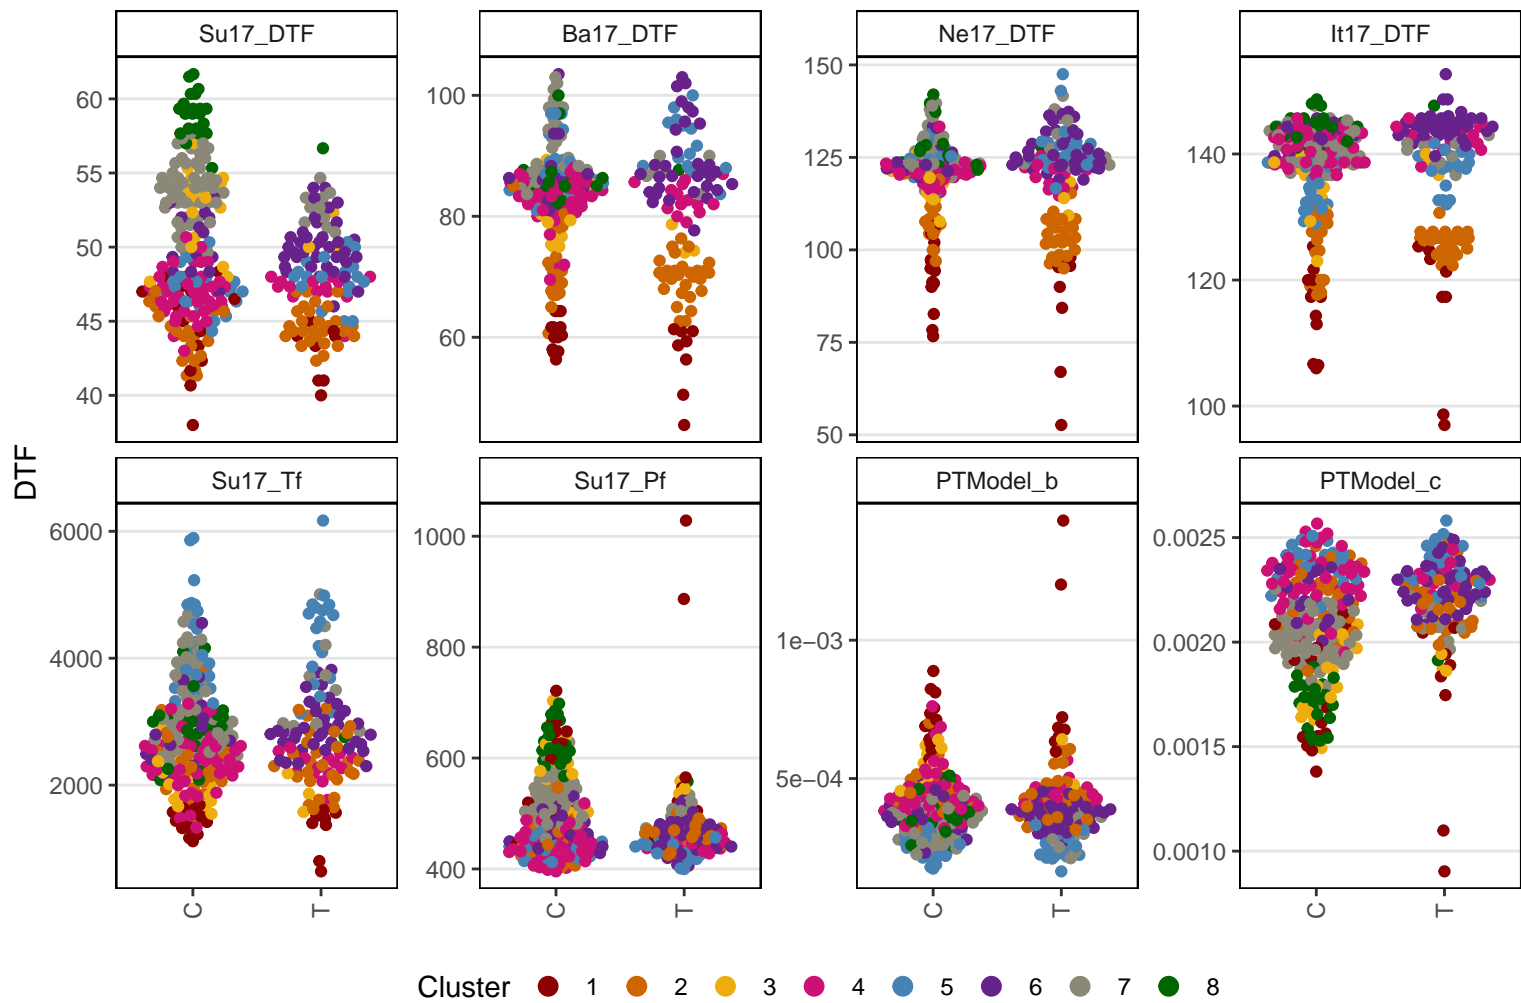 Su17_DTF Ba17_DTF Ne17_DTF It17_DTF
60 55 50 45 40
100 80 60
150 125 100 75 50
140 120 100
DTF
Su17_Tf Su17_Pf PTModel_b PTModel_c
6000 4000 2000
1000 800 600 400
1e−03 5e−04
0.0025 0.0020 0.0015 0.0010
C T C T C T C T
Cluster 1 2 3 4 5 6 7 8